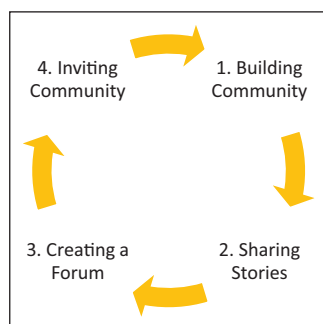 4. Inviting
Community
1. Building
Community
2. Sharing
Stories
3. Creating a
Forum